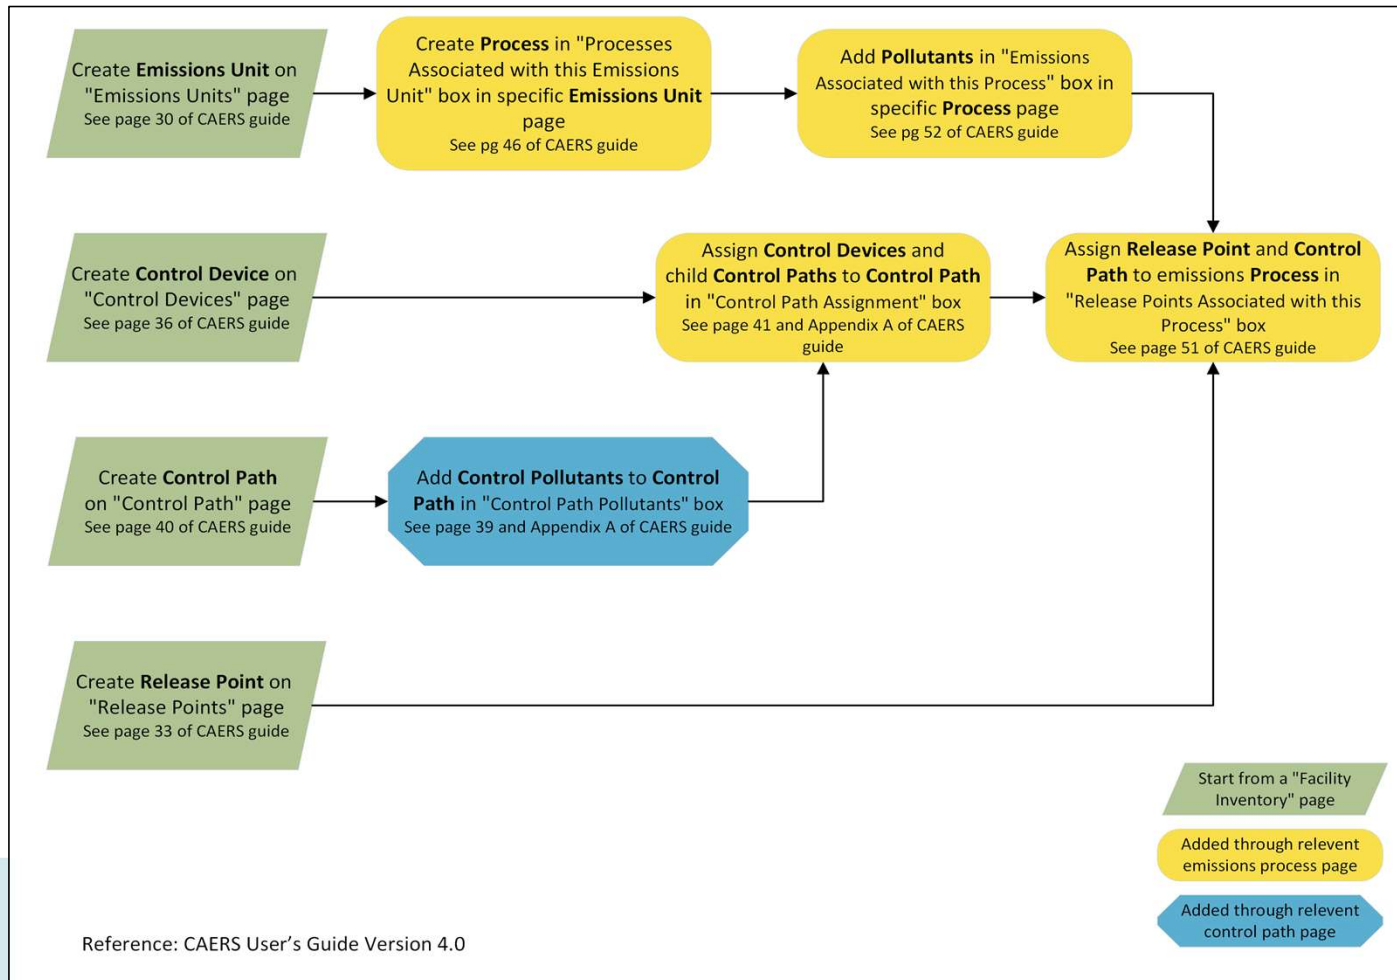 Create Emissions Unit on
"Emissions Units" page
See page 30 of CAERS guide
Create Process in "Processes
Associated with this Emissions
Unit" box in specific Emissions Unit
page
See pg 46 of CAERS guide
Add Pollutants in "Emissions
Associated with this Process" box in
specific Process page
See pg 52 of CAERS guide
Create Control Device on
"Control Devices" page
See page 36 of CAERS guide
Assign Control Devices and
child Control Paths to Control Path
in "Control Path Assignment" box
See page 41 and Appendix A of CAERS
guide
Assign Release Point and Control
Path to emissions Process in
"Release Points Associated with this
Process" box
See page 51 of CAERS guide
Create Control Path
on "Control Path" page
See page 40 of CAERS guide
Add Control Pollutants to Control
Path in "Control Path Pollutants" box
See page 39 and Appendix A of CAERS guide
Create Release Point on
"Release Points" page
See page 33 of CAERS guide
Start from a "Facility
Inventory" page
Added through relevent
emissions process page
Added through relevent
control path page
Reference: CAERS User’s Guide Version 4.0